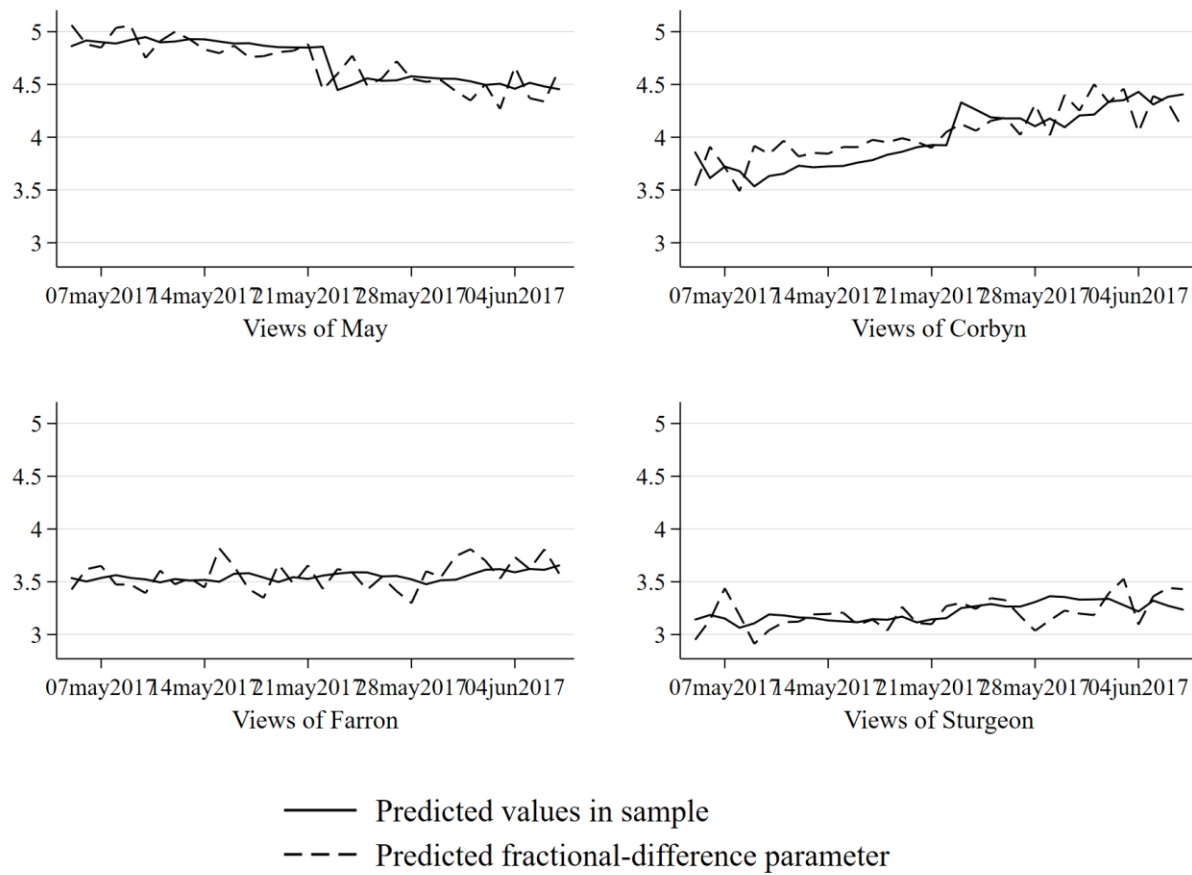 5
4.5
4
3.5
3
07may2017 14may2017 21may2017 28may2017 04jun2017
Views of May
5
4.5
4
3.5
3
07may2017 14may2017 21may2017 28may2017 04jun2017
Views of Corbyn
5
4.5
4
3.5
3
07may2017 14may2017 21may2017 28may2017 04jun2017
Views of Farron
5
4.5
4
3.5
3
07may2017 14may2017 21may2017 28may2017 04jun2017
Views of Sturgeon
Predicted values in sample
Predicted fractional-difference parameter